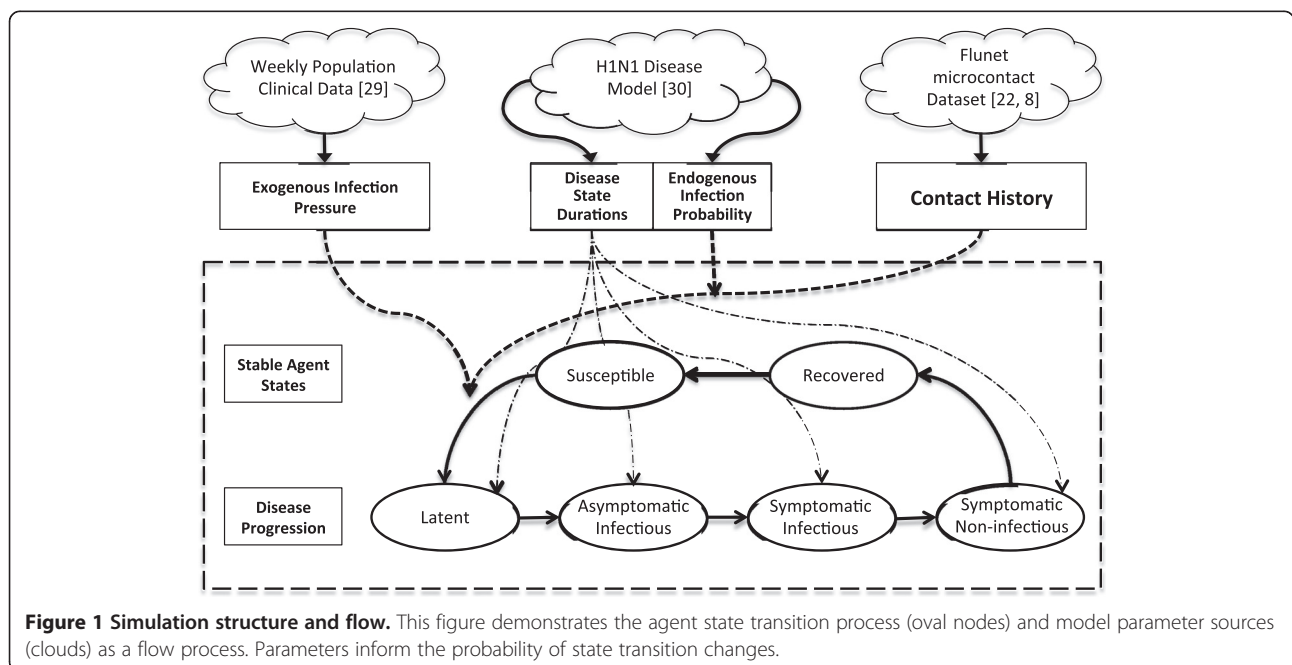 Weekly Population
Clinical Data [29]
H1N1 Disease
Model [30]
Flunet
microcontact
Dataset [22, 8]
Exogenous Infection
Pressure
Disease
State
Durations
Endogenous
Infection
Probability
Contact History
Stable Agent
States
Susceptible
Recovered
Disease
Progression
Latent
Asymptomatic
Infectious
Symptomatic
Infectious
Symptomatic
Non-infectious
Figure 1 Simulation structure and flow. This figure demonstrates the agent state transition process (oval nodes) and model parameter sources
(clouds) as a flow process. Parameters inform the probability of state transition changes.